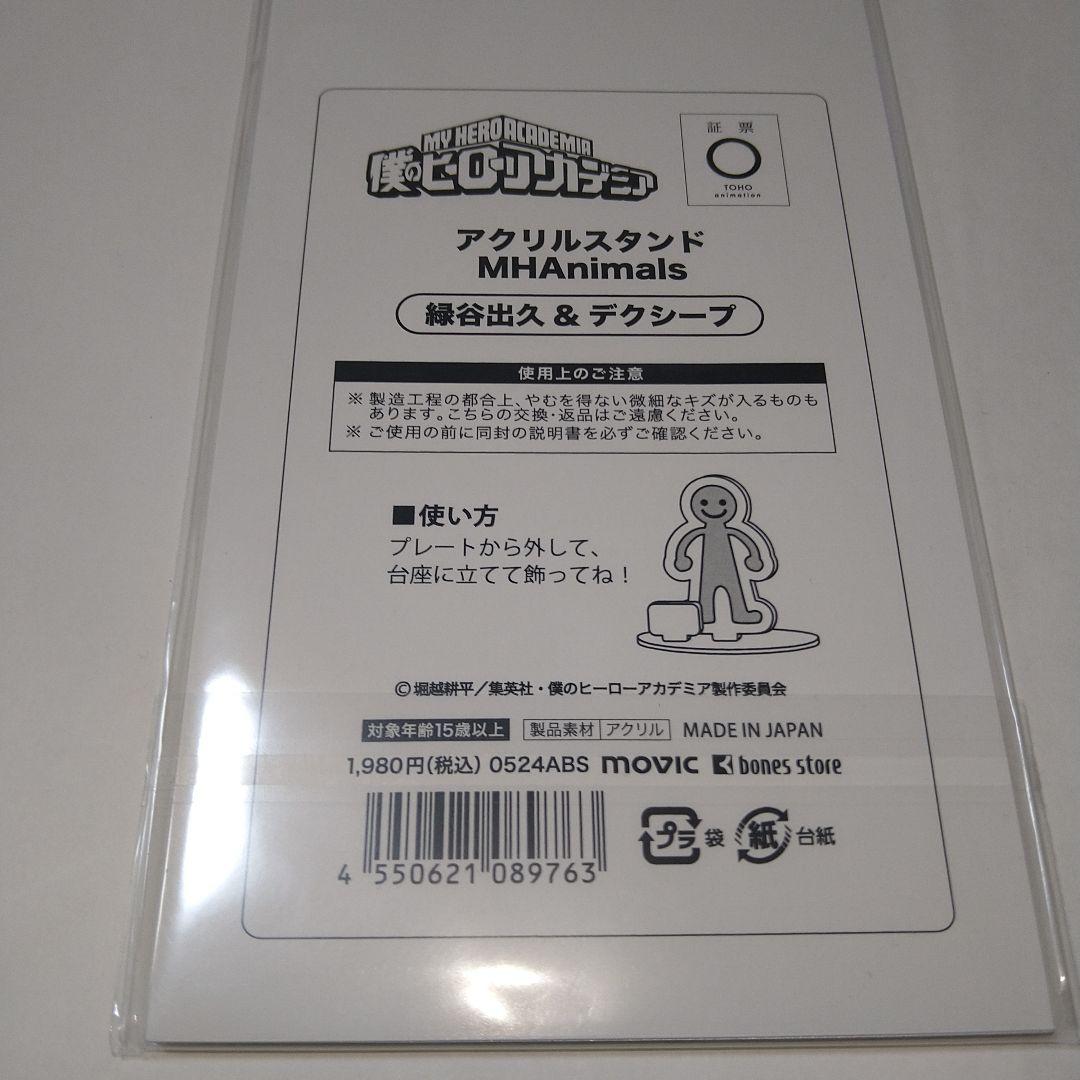 MY HERO ACADEMIA
僕のヒーローアカデミア
証 票
TOHO
animation
アクリルスタンド
MHAnimals
緑谷出久 & デクシープ
使用上のご注意
※ 製造工程の都合上、やむを得ない微細なキズが入るものも
あります。こちらの交換・返品はご遠慮ください。
※ ご使用の前に同封の説明書を必ずご確認ください。
■使い方
プレートから外して、
台座に立てて飾ってね！
© 堀越耕平／集英社・僕のヒーローアカデミア製作委員会
対象年齢15歳以上 製品素材 アクリル MADE IN JAPAN
1,980円(税込) 0524ABS movic bones store
4 550621 089763
プラ 袋 紙 台紙